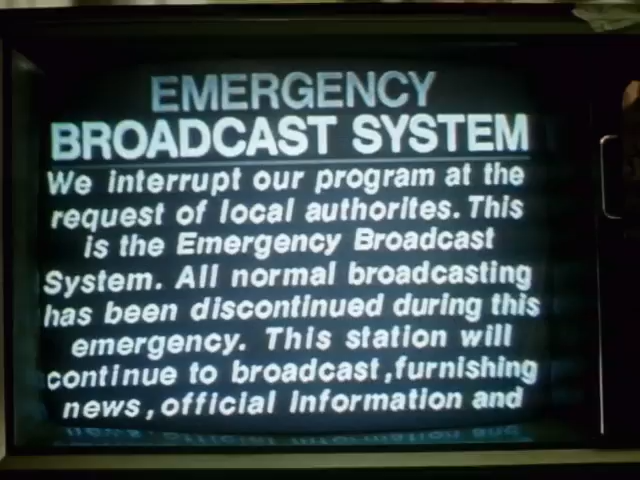 EMERGENCY
BROADCAST SYSTEM
We interrupt our program at the
request of local authorites. This
is the Emergency Broadcast
System. All normal broadcasting
has been discontinued during this
emergency. This station will
continue to broadcast,furnishing
news,official Information and